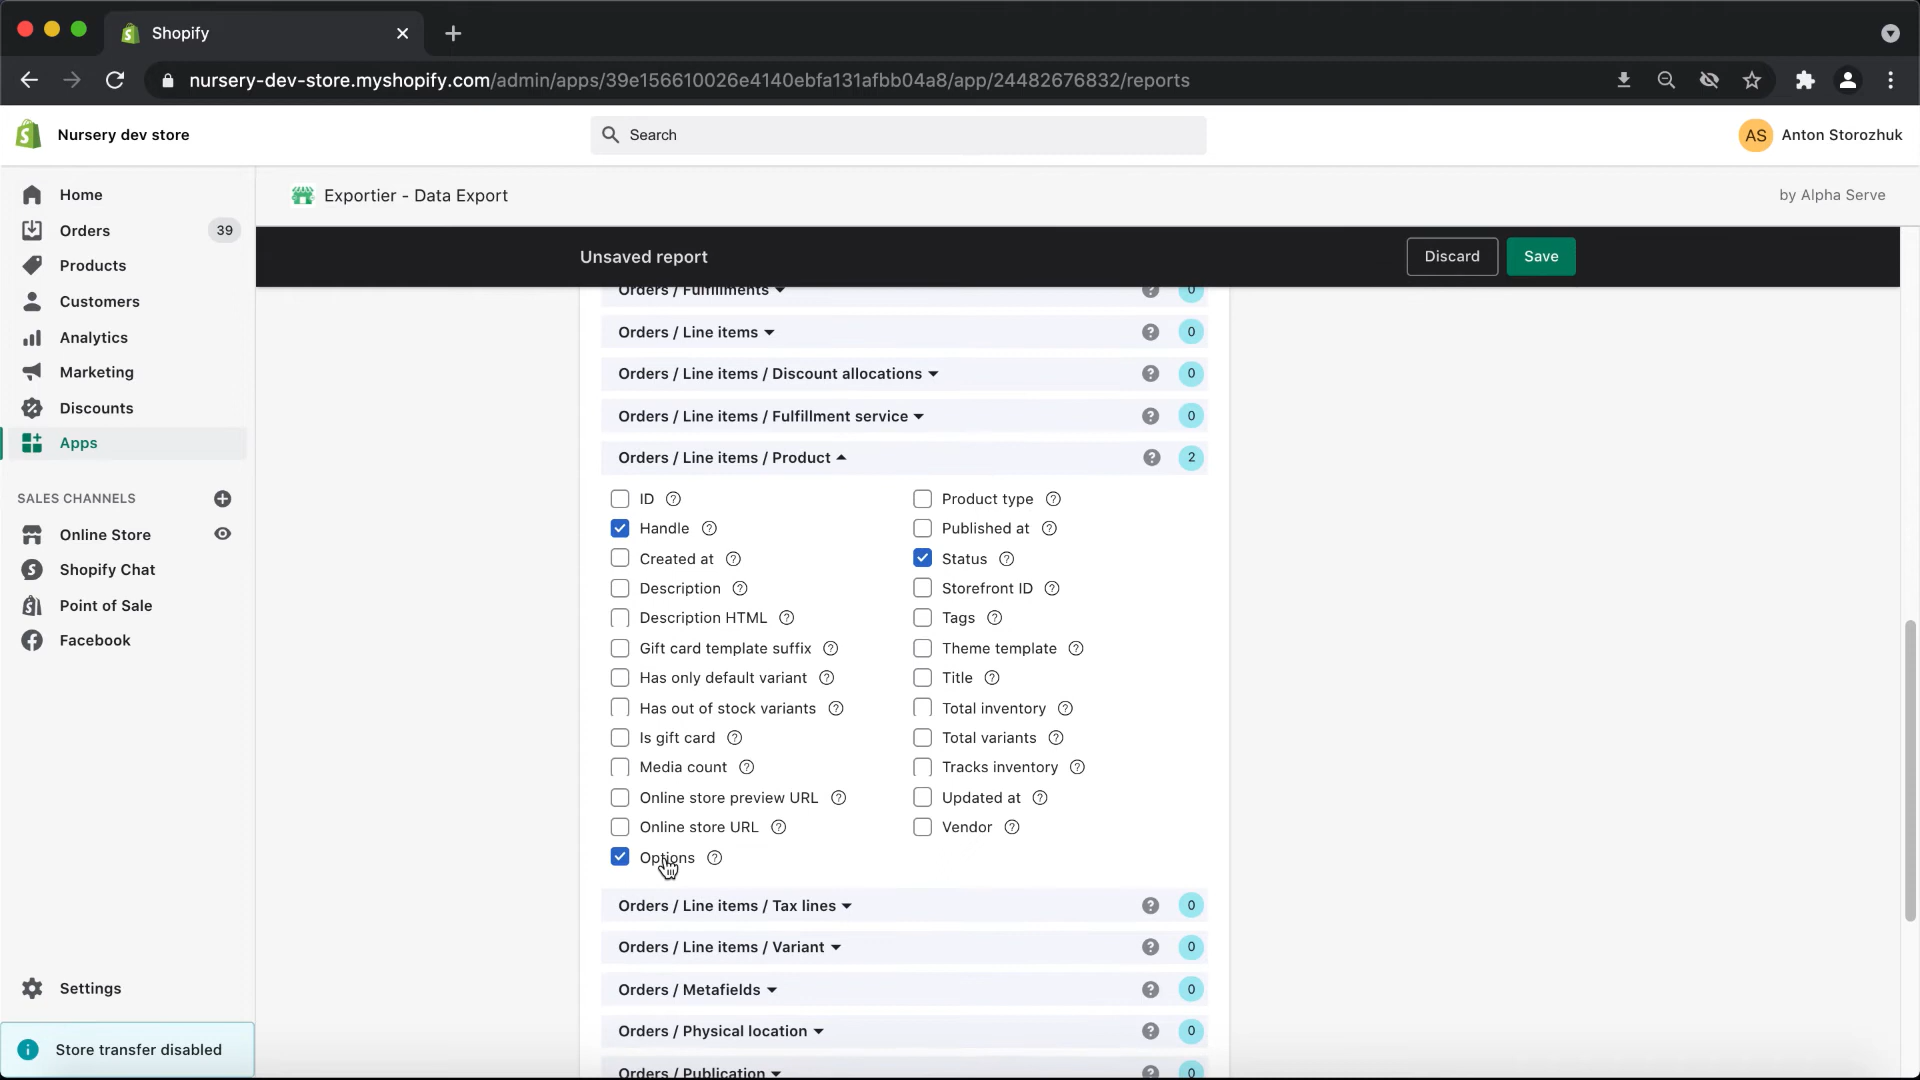 Shopify
nursery-dev-store.myshopify.com/admin/apps/39e156610026e4140ebfa131afbb04a8/app/24482676832/reports
Nursery dev store
Search
AS
Anton Storozhuk
Home
Orders
39
Products
Customers
Analytics
Marketing
Discounts
Apps
SALES CHANNELS
Online Store
Shopify Chat
Point of Sale
Facebook
Settings
Store transfer disabled
Exportier - Data Export
by Alpha Serve
Unsaved report
Discard
Save
Orders / Fulfillments
0
Orders / Line items
0
Orders / Line items / Discount allocations
0
Orders / Line items / Fulfillment service
0
Orders / Line items / Product
2
ID
Handle
Created at
Description
Description HTML
Gift card template suffix
Has only default variant
Has out of stock variants
Is gift card
Media count
Online store preview URL
Online store URL
Options
Product type
Published at
Status
Storefront ID
Tags
Theme template
Title
Total inventory
Total variants
Tracks inventory
Updated at
Vendor
Orders / Line items / Tax lines
0
Orders / Line items / Variant
0
Orders / Metafields
0
Orders / Physical location
0
Orders / Publication
0